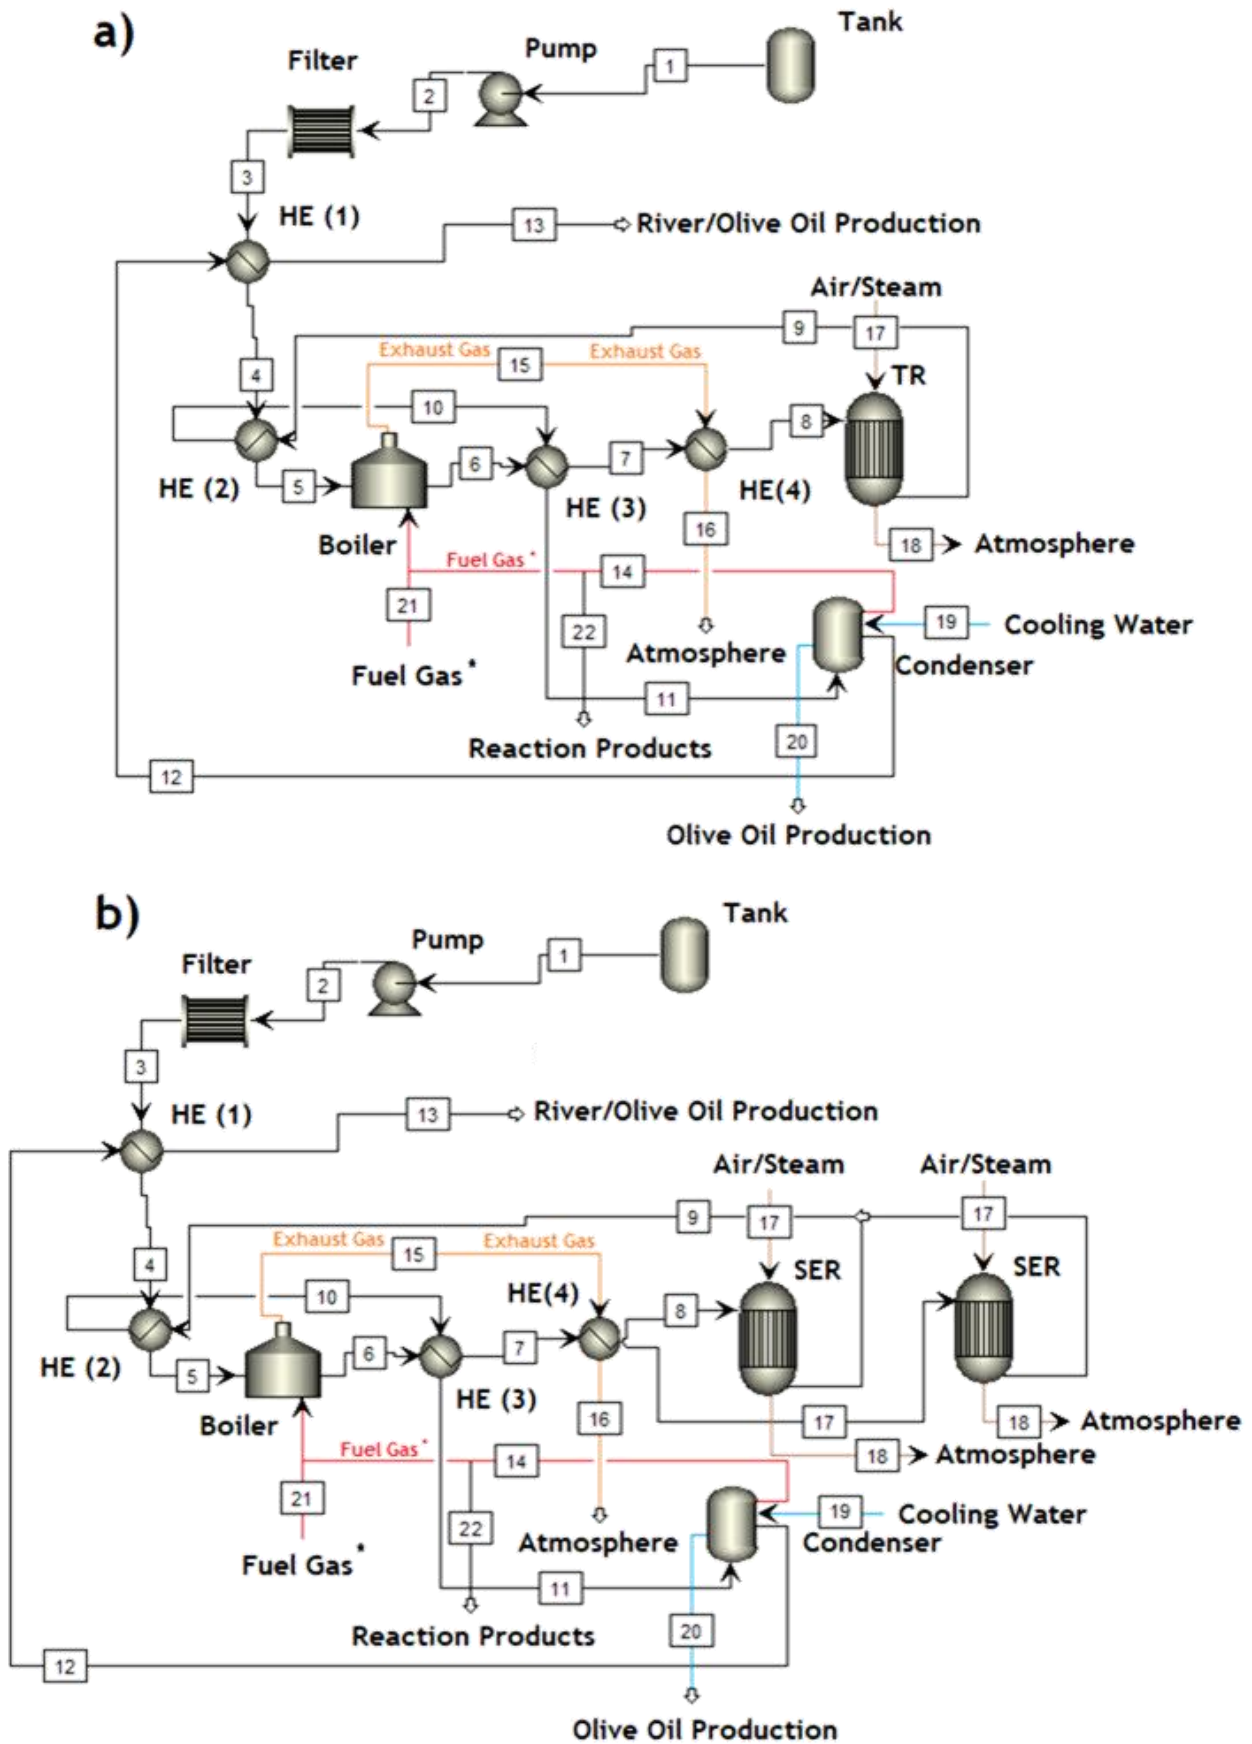 a)
Tank
Pump
Filter
1
2
3
HE (1)
13
River/Olive Oil Production
Air/Steam
9
17
Exhaust Gas
15
Exhaust Gas
TR
4
10
8
6
7
HE (2)
5
HE(4)
HE (3)
16
Boiler
18
Atmosphere
Fuel Gas *
14
21
19
Cooling Water
22
Atmosphere
Condenser
Fuel Gas *
11
20
Reaction Products
12
Olive Oil Production
b)
Tank
Pump
1
Filter
2
3
HE (1)
13
River/Olive Oil Production
Air/Steam
Air/Steam
9
17
17
Exhaust Gas
15
Exhaust Gas
4
SER
SER
HE(4)
10
8
6
7
HE (2)
5
HE (3)
16
17
18
Atmosphere
Boiler
Fuel Gas *
14
18
Atmosphere
21
19
Cooling Water
22
Atmosphere
Condenser
Fuel Gas *
11
20
Reaction Products
12
Olive Oil Production